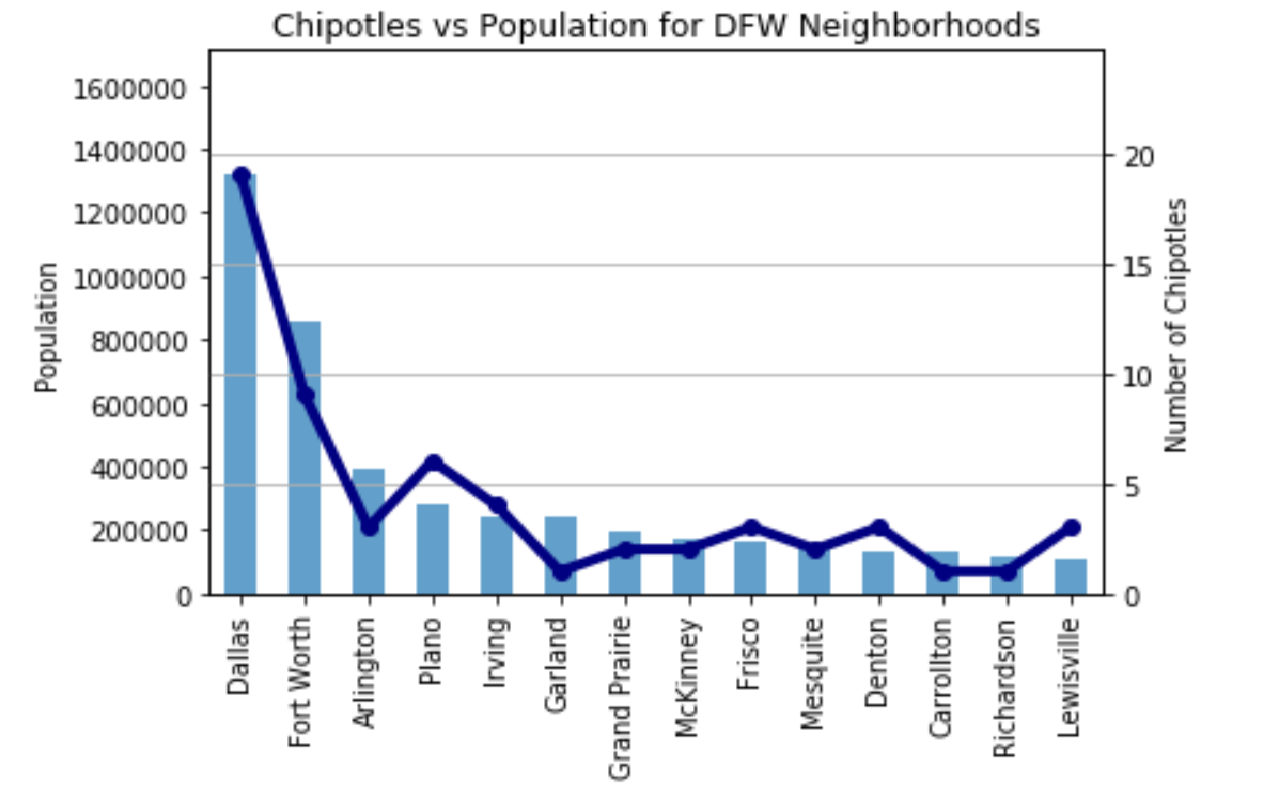 Chipotles vs Population for DFW Neighborhoods
Population
1600000
1400000
1200000
1000000
800000
600000
400000
200000
0
20
15
10
5
0
Number of Chipotles
Dallas
Fort Worth
Arlington
Plano
Irving
Garland
Grand Prairie
McKinney
Frisco
Mesquite
Denton
Carrollton
Richardson
Lewisville